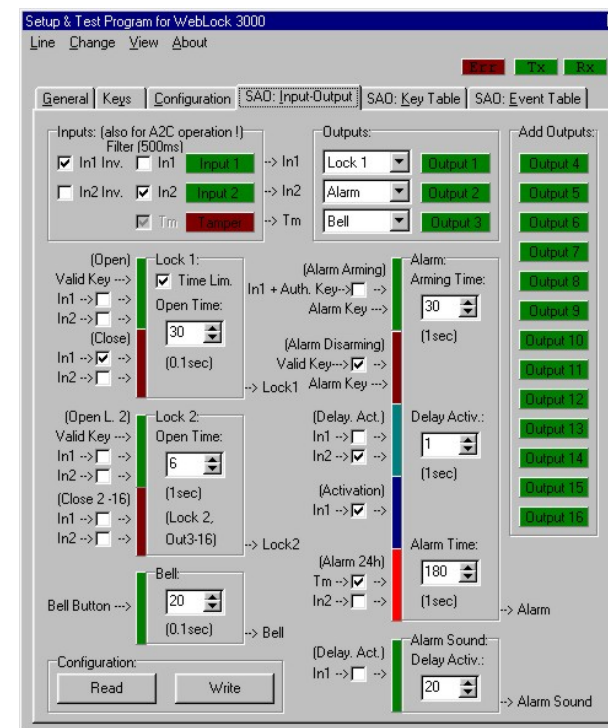 Setup & Test Program for WebLock 3000
Line Change View About
Err Tx Rx
General Keys Configuration SAO: Input-Output SAO: Key Table SAO: Event Table
Inputs: (also for A2C operation !)
Filter (500ms)
In1 Inv. In1 Input 1 --> In1
In2 Inv. In2 Input 2 --> In2
Tm Tamper --> Tm
Outputs:
Lock 1 Output 1
Alarm Output 2
Bell Output 3
Add Outputs:
Output 4
Output 5
Output 6
Output 7
Output 8
Output 9
Output 10
Output 11
Output 12
Output 13
Output 14
Output 15
Output 16
(Open)
Valid Key --->
In1 --> -->
In2 --> -->
(Close)
In1 --> -->
In2 --> -->
Lock 1:
Time Lim.
Open Time:
30
(0.1sec)
--> Lock1
(Open L. 2)
Valid Key --->
In1 --> -->
In2 --> -->
(Close 2 -16)
In1 --> -->
In2 --> -->
Lock 2:
Open Time:
6
(1sec)
(Lock 2,
Out3-16)
--> Lock2
Bell Button --->
Bell:
20
(0.1sec)
--> Bell
Configuration:
Read Write
(Alarm Arming)
In1 + Auth. Key--> -->
Alarm Key --->
(Alarm Disarming)
Valid Key--> -->
Alarm Key --->
(Delay. Act.)
In1 --> -->
In2 --> -->
(Activation)
In1 --> -->
(Alarm 24h)
Tm --> -->
In2 --> -->
Alarm:
Arming Time:
30
(1sec)
Delay Activ.:
1
(1sec)
Alarm Time:
180
(1sec)
--> Alarm
(Delay. Act.)
In1 --> -->
Alarm Sound:
Delay Activ.:
20
--> Alarm Sound